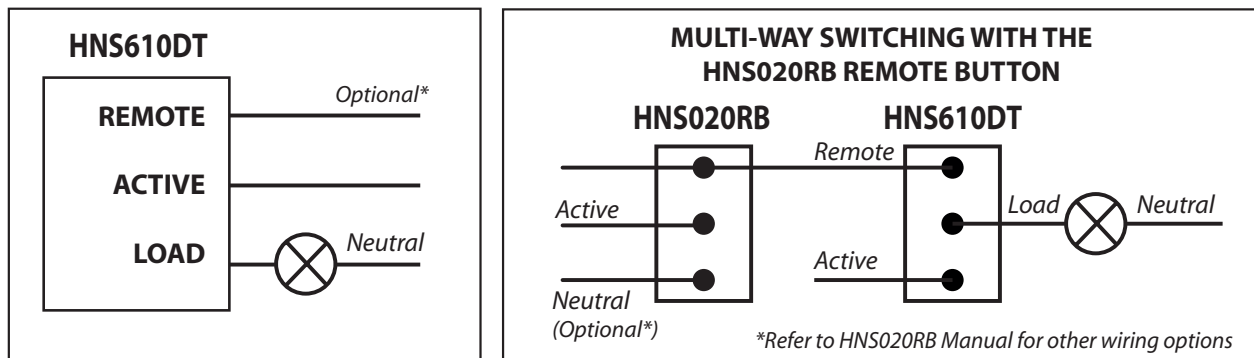 HNS610DT
REMOTE
Optional*
ACTIVE
LOAD
Neutral
MULTI-WAY SWITCHING WITH THE
HNS020RB REMOTE BUTTON
HNS020RB
HNS610DT
Remote
Active
Load
Neutral
Active
Neutral
(Optional*)
*Refer to HNS020RB Manual for other wiring options